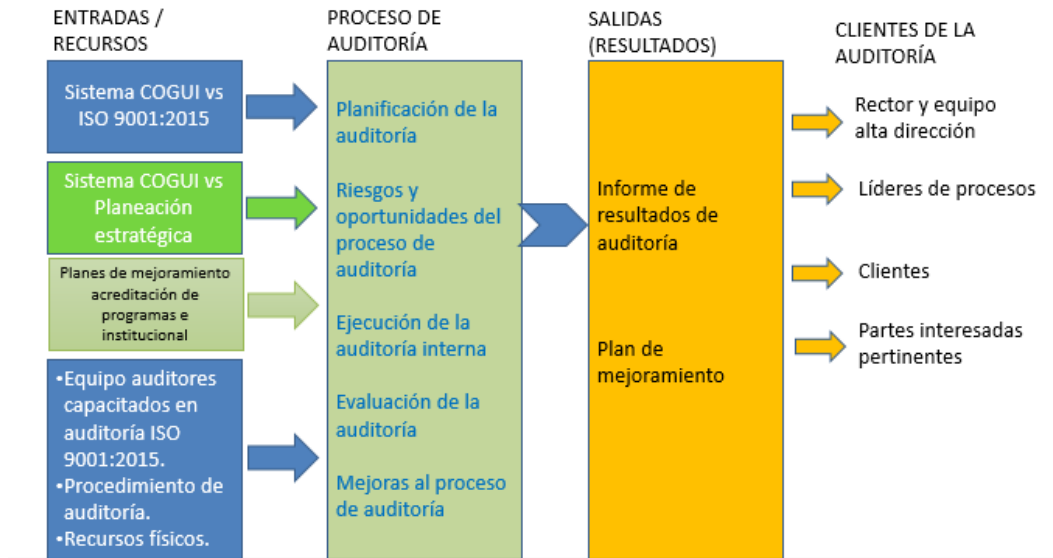 ENTRADAS /
RECURSOS
Sistema COGUI vs
ISO 9001:2015
Sistema COGUI vs
Planeación
estratégica
Planes de mejoramiento
acreditación de
programas e
institucional
•Equipo auditores
capacitados en
auditoría ISO
9001:2015.
•Procedimiento de
auditoría.
•Recursos físicos.
PROCESO DE
AUDITORÍA
Planificación de la
auditoría
Riesgos y
oportunidades del
proceso de
auditoría
Ejecución de la
auditoría interna
Evaluación de la
auditoría
Mejoras al proceso
de auditoría
SALIDAS
(RESULTADOS)
Informe de
resultados de
auditoría
Plan de
mejoramiento
CLIENTES DE LA
AUDITORÍA
Rector y equipo
alta dirección
Líderes de procesos
Clientes
Partes interesadas
pertinentes